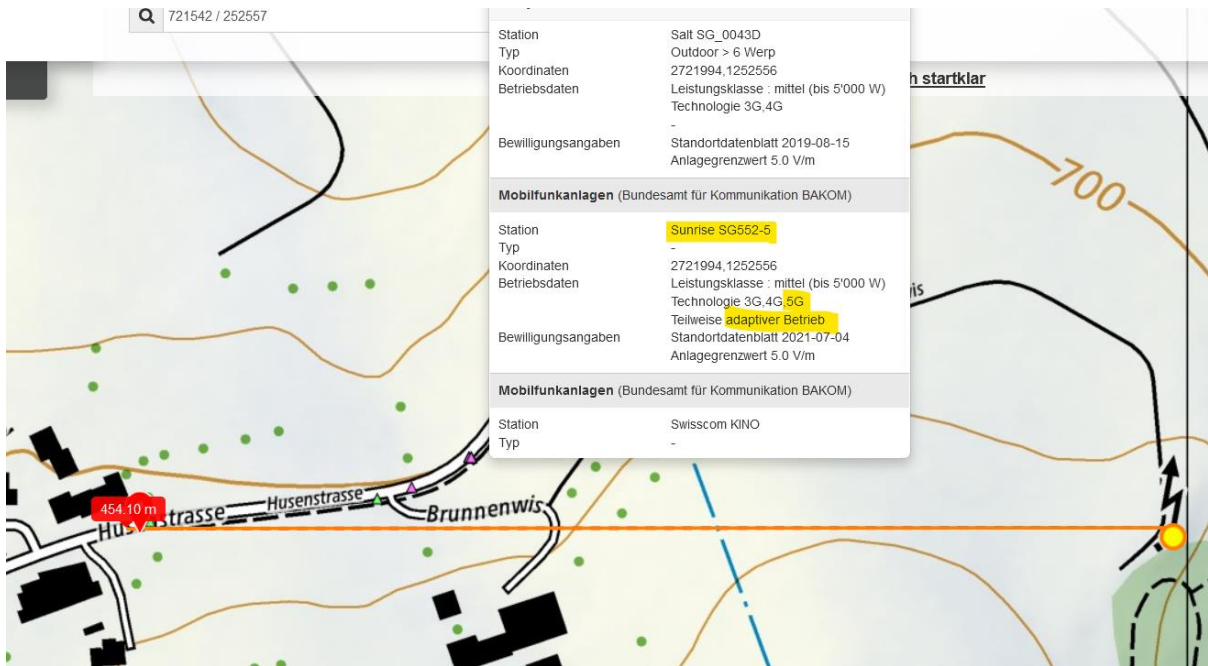 721542 / 252557
Station Salt SG_0043D
Typ Outdoor > 6 Werp
Koordinaten 2721994,1252556
Betriebsdaten Leistungsklasse : mittel (bis 5'000 W)
Technologie 3G,4G
-
Bewilligungsangaben Standortdatenblatt 2019-08-15
Anlagegrenzwert 5.0 V/m
h startklar
Mobilfunkanlagen (Bundesamt für Kommunikation BAKOM)
Station Sunrise SG552-5
Typ -
Koordinaten 2721994,1252556
Betriebsdaten Leistungsklasse : mittel (bis 5'000 W)
Technologie 3G,4G,5G
Teilweise adaptiver Betrieb
Bewilligungsangaben Standortdatenblatt 2021-07-04
Anlagegrenzwert 5.0 V/m
Mobilfunkanlagen (Bundesamt für Kommunikation BAKOM)
Station Swisscom KINO
Typ -
700
is
454.10 m
strasse
Husenstrasse
Brunnenwis